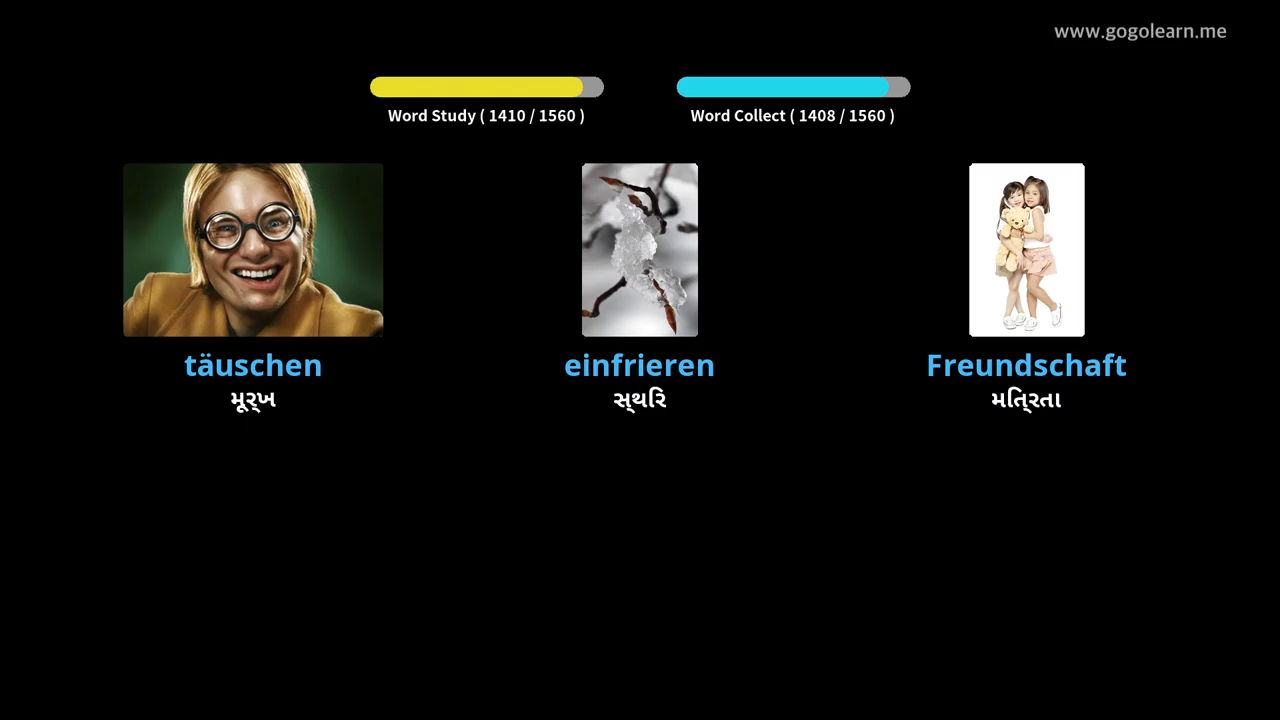 www.gogolearn.me
Word Study ( 1410 / 1560 )
Word Collect ( 1408 / 1560 )
täuschen
einfrieren
Freundschaft
મૂર્ખ
સ્થિર
મિત્રતા